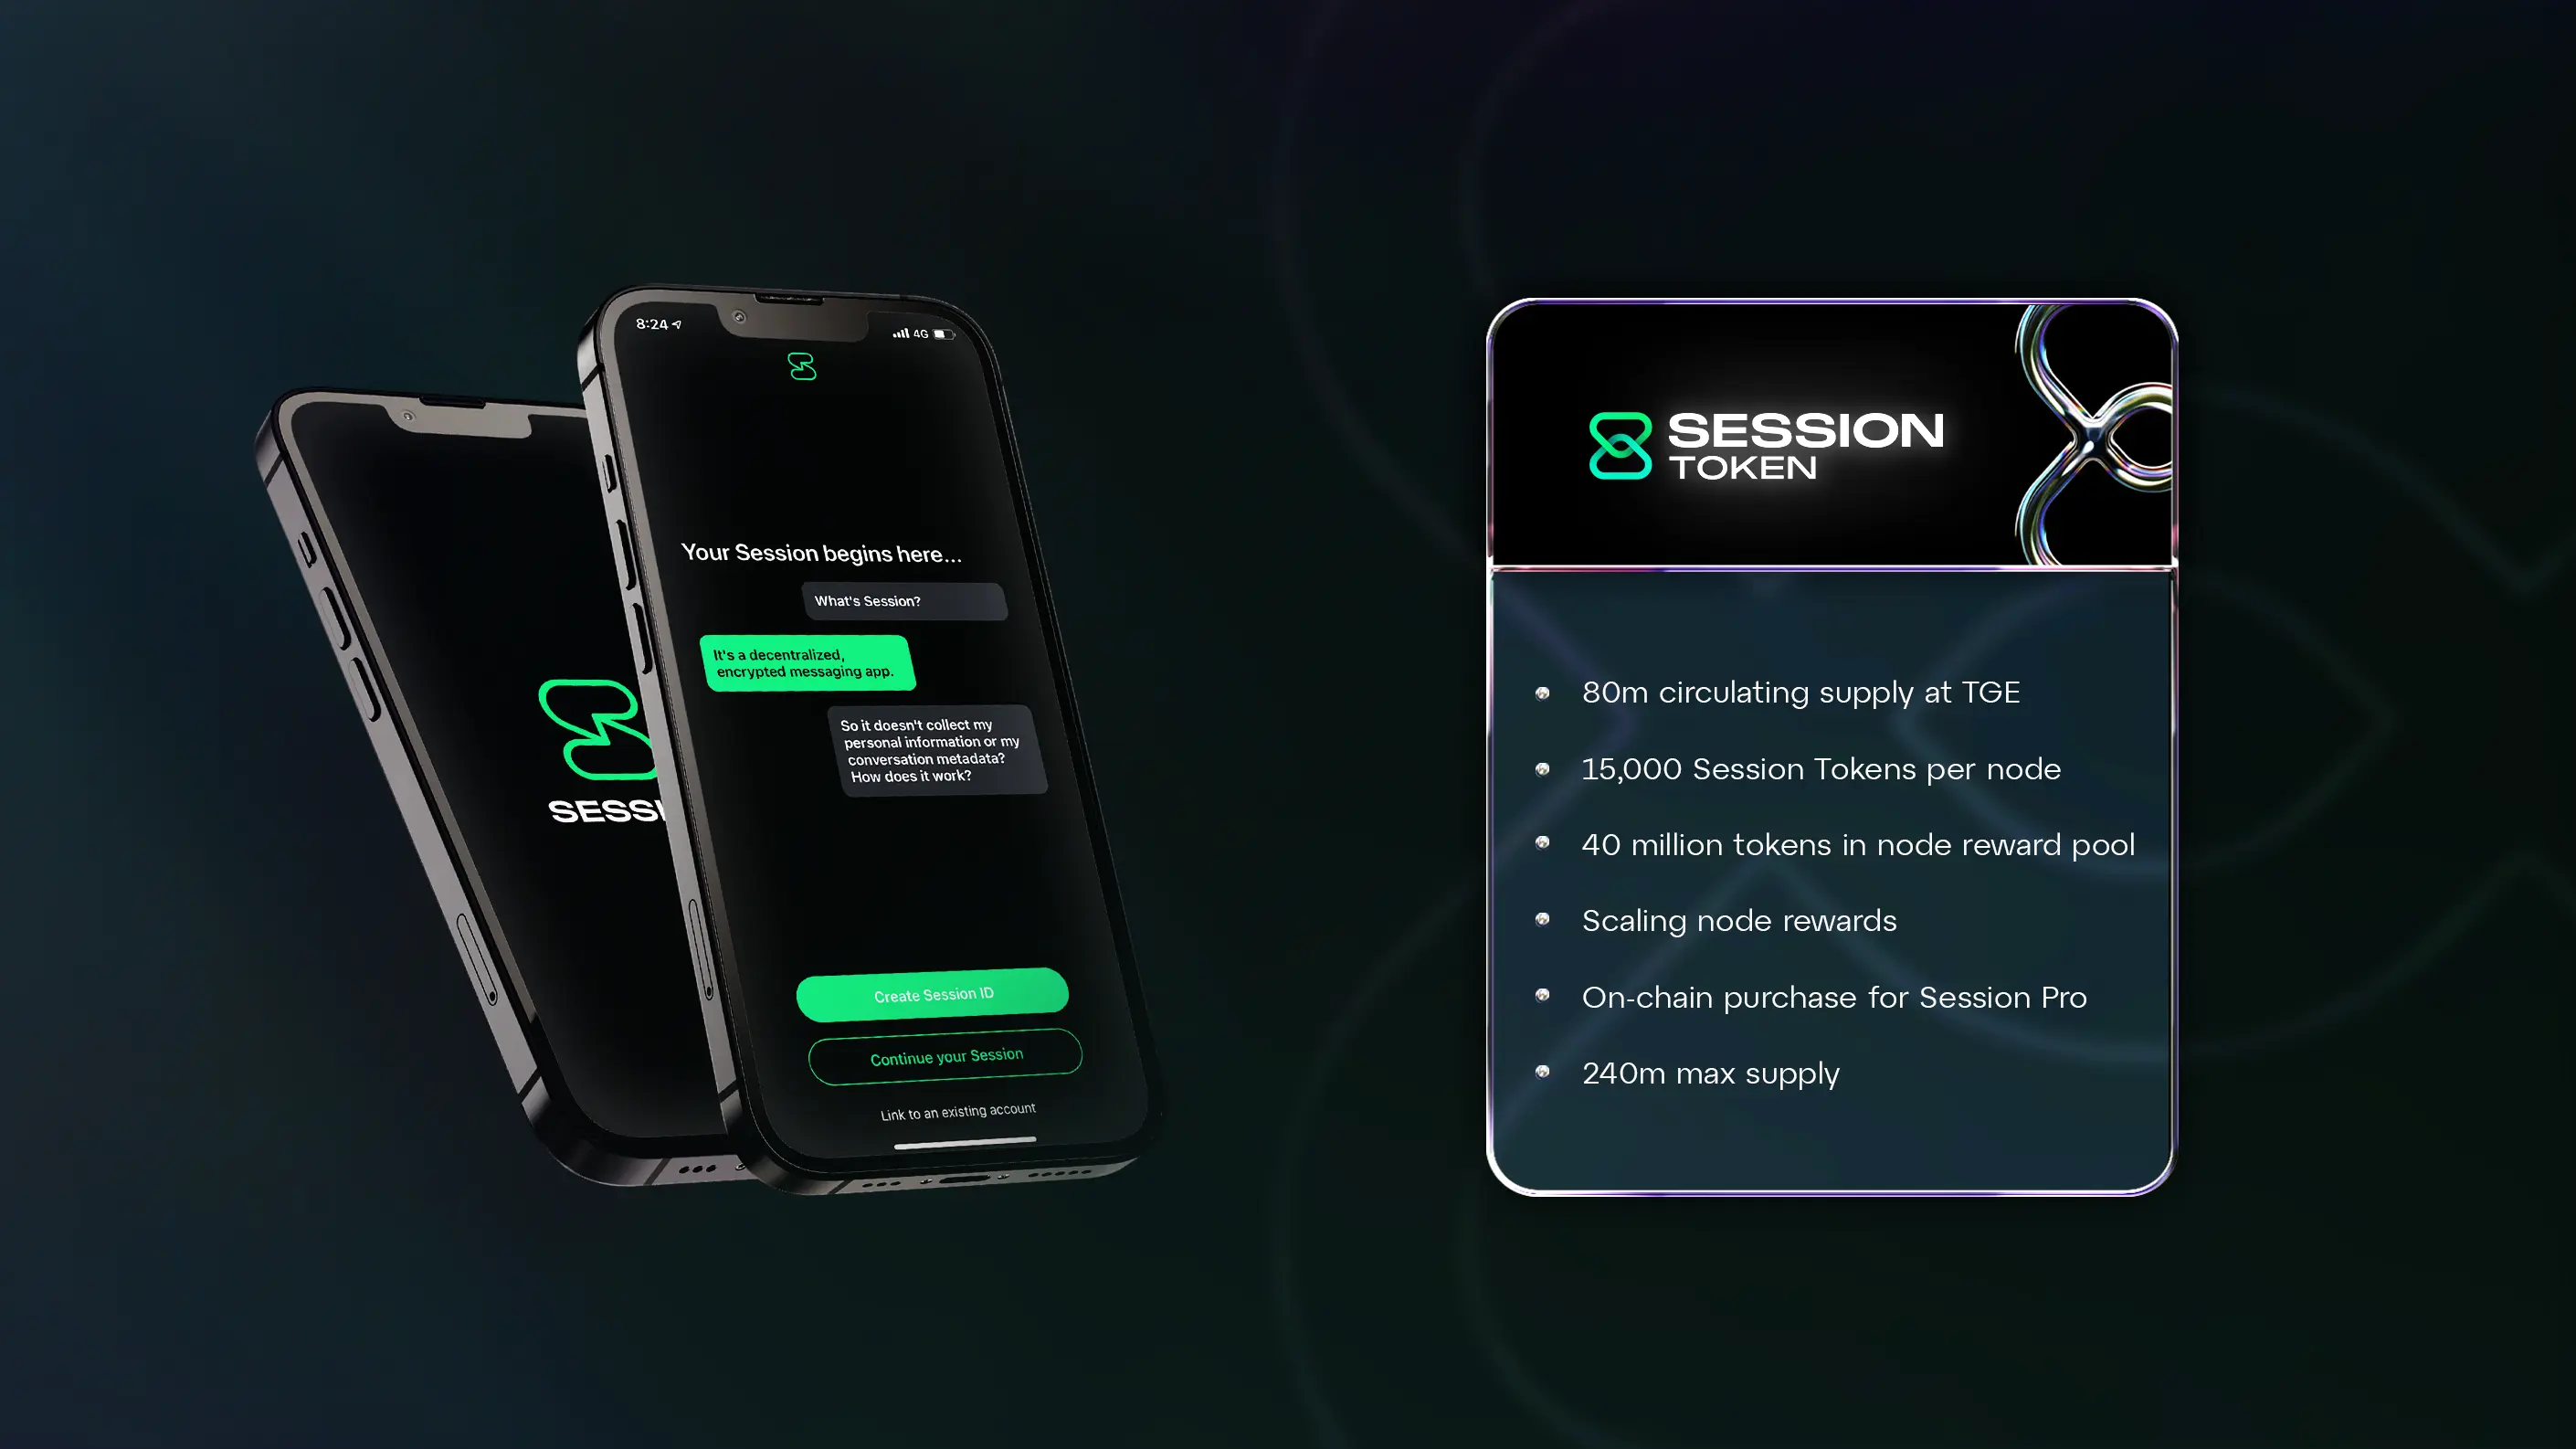 SESSI
8:24
4G
Your Session begins here...
What's Session?
It's a decentralized,
encrypted messaging app.
So it doesn't collect my
personal information or my
conversation metadata?
How does it work?
Create Session ID
Continue your Session
Link to an existing account
SESSION
TOKEN
80m circulating supply at TGE
15,000 Session Tokens per node
40 million tokens in node reward pool
Scaling node rewards
On-chain purchase for Session Pro
240m max supply